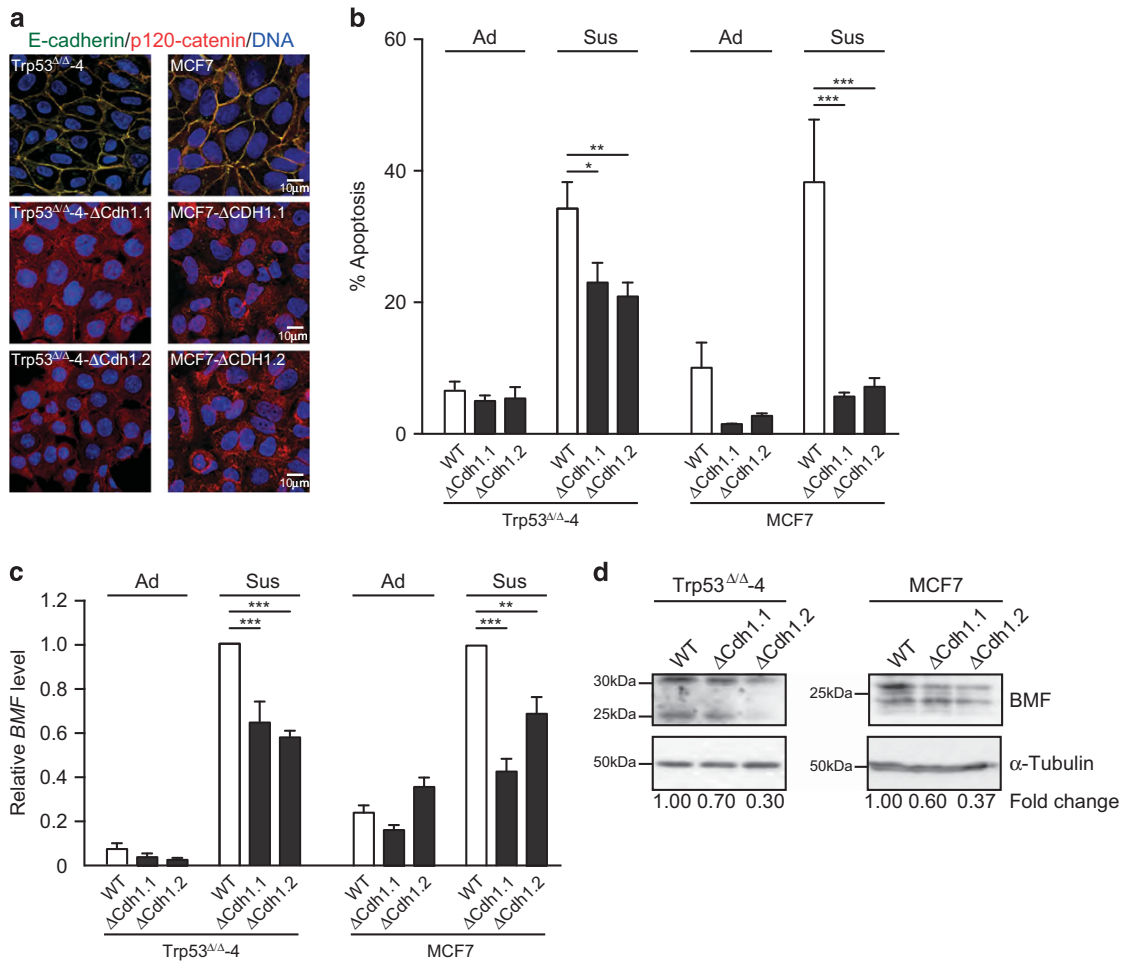 a
E-cadherin/p120-catenin/DNA
Trp53Δ/Δ-4
MCF7
10μm
Trp53Δ/Δ-4-ΔCdh1.1
MCF7-ΔCDH1.1
10μm
Trp53Δ/Δ-4-ΔCdh1.2
MCF7-ΔCDH1.2
10μm
b
Ad Sus Ad Sus
% Apoptosis
60
40
20
0
** * *** ***
WT ΔCdh1.1 ΔCdh1.2 WT ΔCdh1.1 ΔCdh1.2 WT ΔCdh1.1 ΔCdh1.2 WT ΔCdh1.1 ΔCdh1.2
Trp53Δ/Δ-4 MCF7
c
Ad Sus Ad Sus
Relative BMF level
1.2
1.0
0.8
0.6
0.4
0.2
0
*** *** ** ***
WT ΔCdh1.1 ΔCdh1.2 WT ΔCdh1.1 ΔCdh1.2 WT ΔCdh1.1 ΔCdh1.2 WT ΔCdh1.1 ΔCdh1.2
Trp53Δ/Δ-4 MCF7
d
Trp53Δ/Δ-4 MCF7
WT ΔCdh1.1 ΔCdh1.2 WT ΔCdh1.1 ΔCdh1.2
30kDa
25kDa
25kDa
BMF
50kDa
50kDa
α-Tubulin
1.00 0.70 0.30 1.00 0.60 0.37 Fold change